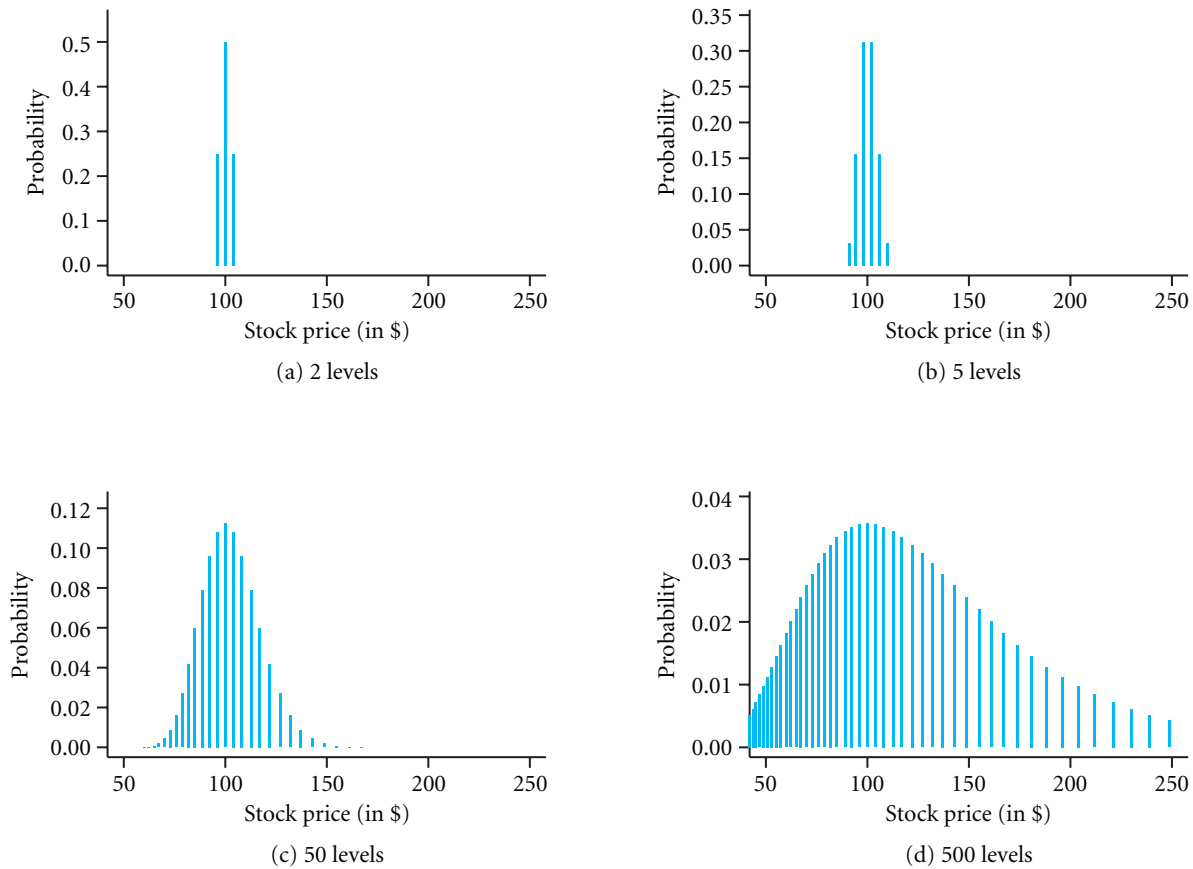 Probability
0.5
0.4
0.3
0.2
0.1
0.0
50 100 150 200 250
Stock price (in $)
(a) 2 levels
Probability
0.35
0.30
0.25
0.20
0.15
0.10
0.05
0.00
50 100 150 200 250
Stock price (in $)
(b) 5 levels
Probability
0.12
0.10
0.08
0.06
0.04
0.02
0.00
50 100 150 200 250
Stock price (in $)
(c) 50 levels
Probability
0.04
0.03
0.02
0.01
0.00
50 100 150 200 250
Stock price (in $)
(d) 500 levels